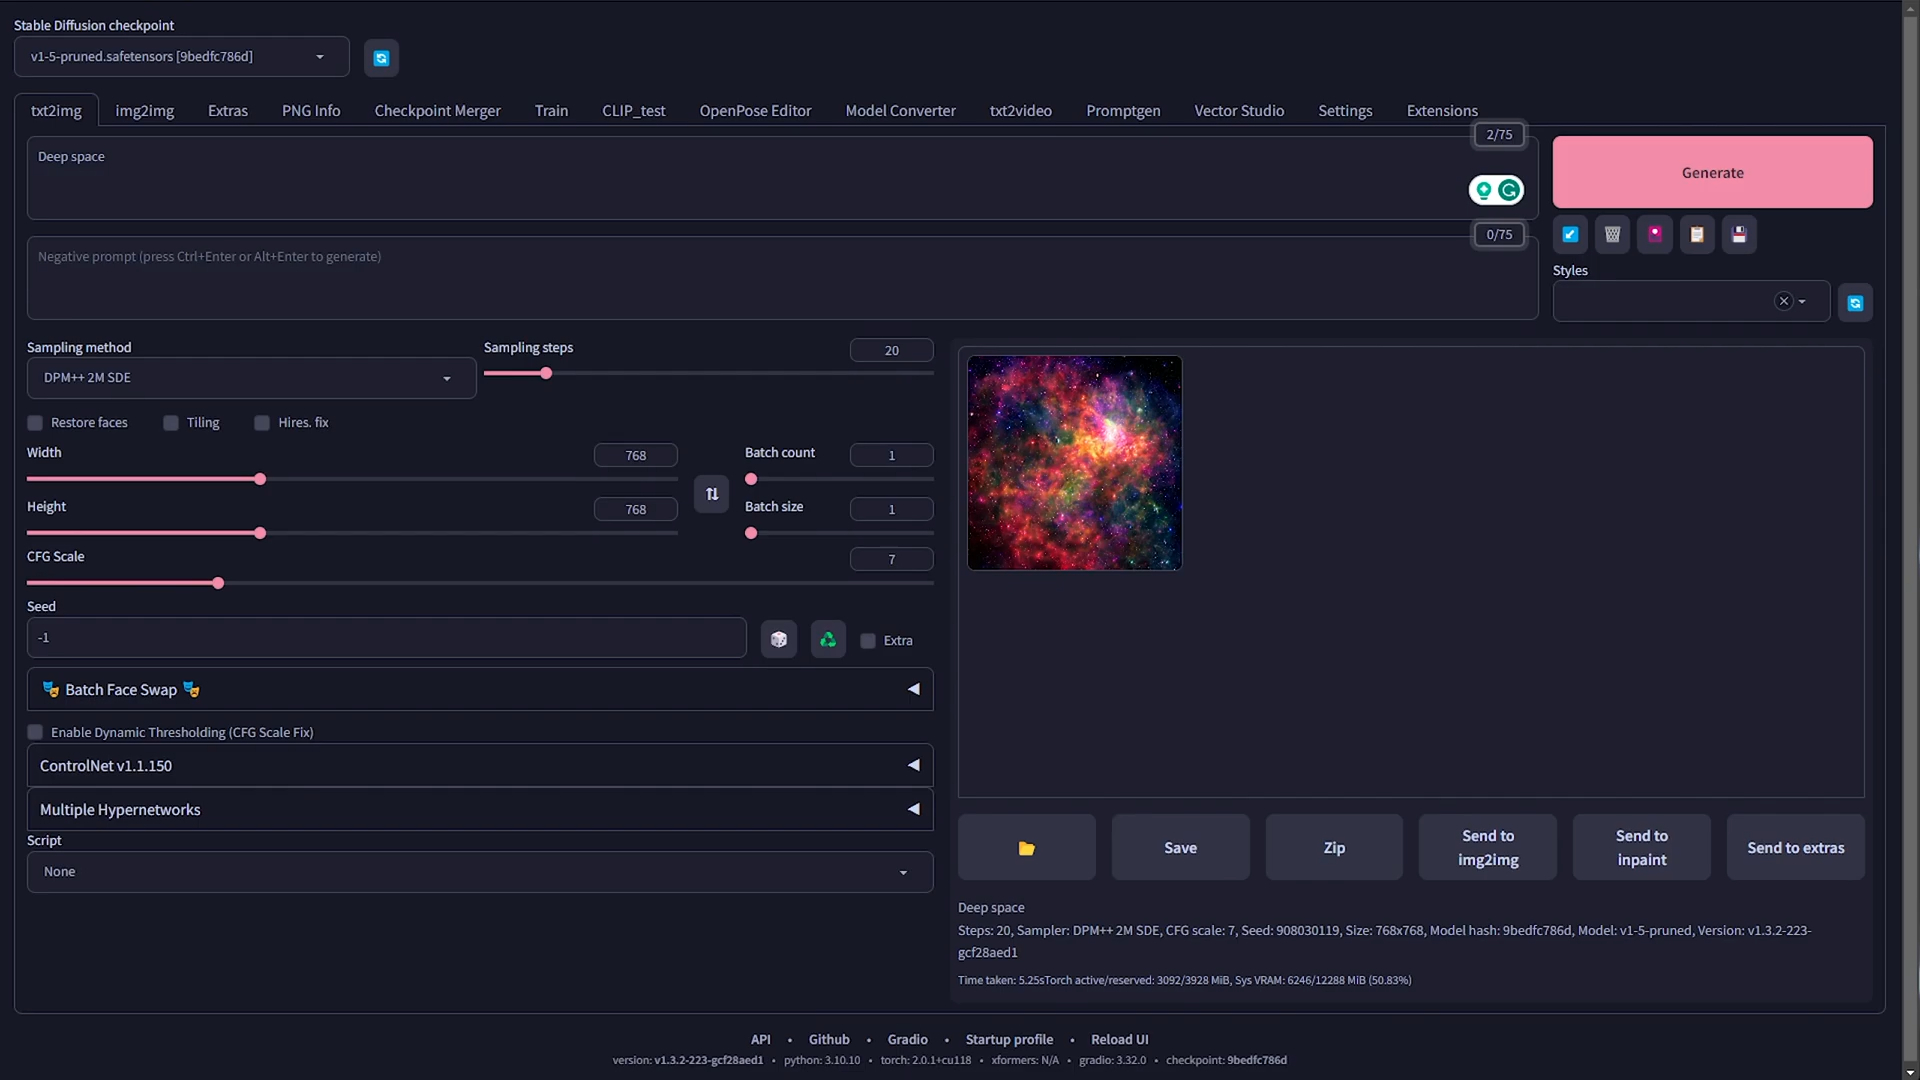 Stable Diffusion checkpoint
v1-5-pruned.safetensors [9bedfc786d]
txt2img img2img Extras PNG Info Checkpoint Merger Train CLIP_test OpenPose Editor Model Converter txt2video Promptgen Vector Studio Settings Extensions
2/75
Deep space
Generate
0/75
Negative prompt (press Ctrl+Enter or Alt+Enter to generate)
Styles
Sampling method
DPM++ 2M SDE
Sampling steps
20
Restore faces Tiling Hires. fix
Width
768
Batch count
1
Height
768
Batch size
1
CFG Scale
7
Seed
-1
Extra
Batch Face Swap
Enable Dynamic Thresholding (CFG Scale Fix)
ControlNet v1.1.150
Multiple Hypernetworks
Script
None
Save
Zip
Send to
img2img
Send to
inpaint
Send to extras
Deep space
Steps: 20, Sampler: DPM++ 2M SDE, CFG scale: 7, Seed: 908030119, Size: 768x768, Model hash: 9bedfc786d, Model: v1-5-pruned, Version: v1.3.2-223-
gcf28aed1
Time taken: 5.25sTorch active/reserved: 3092/3928 MiB, Sys VRAM: 6246/12288 MiB (50.83%)
API • Github • Gradio • Startup profile • Reload UI
version: v1.3.2-223-gcf28aed1 • python: 3.10.10 • torch: 2.0.1+cu118 • xformers: N/A • gradio: 3.32.0 • checkpoint: 9bedfc786d